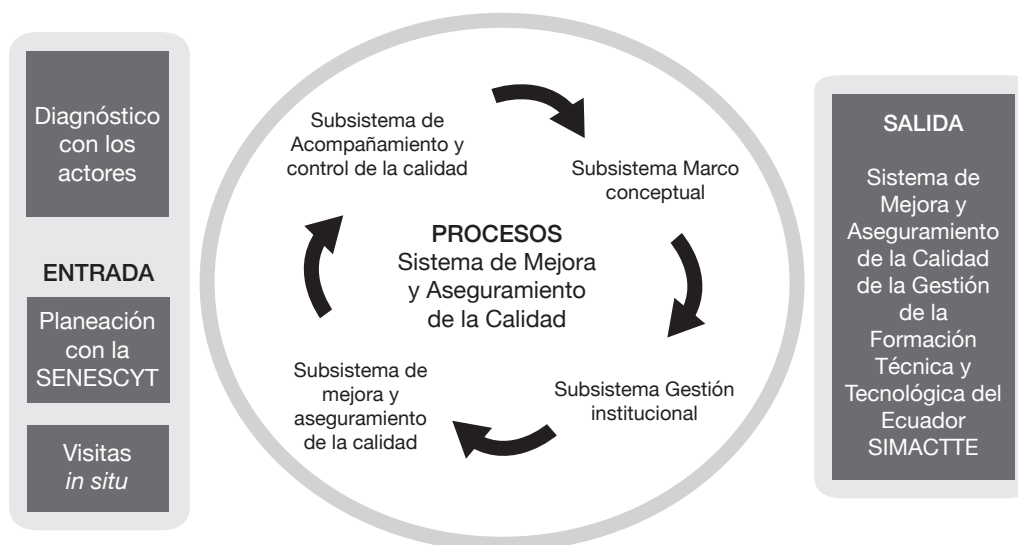 Diagnóstico
con los
actores
ENTRADA
Planeación
con la
SENESCYT
Visitas
in situ
Subsistema de
Acompañamiento y
control de la calidad
Subsistema Marco
conceptual
PROCESOS
Sistema de Mejora
y Aseguramiento
de la Calidad
Subsistema de
mejora y
aseguramiento
de la calidad
Subsistema Gestión
institucional
SALIDA
Sistema de
Mejora y
Aseguramiento
de la Calidad
de la Gestión
de la
Formación
Técnica y
Tecnológica del
Ecuador
SIMACTTE